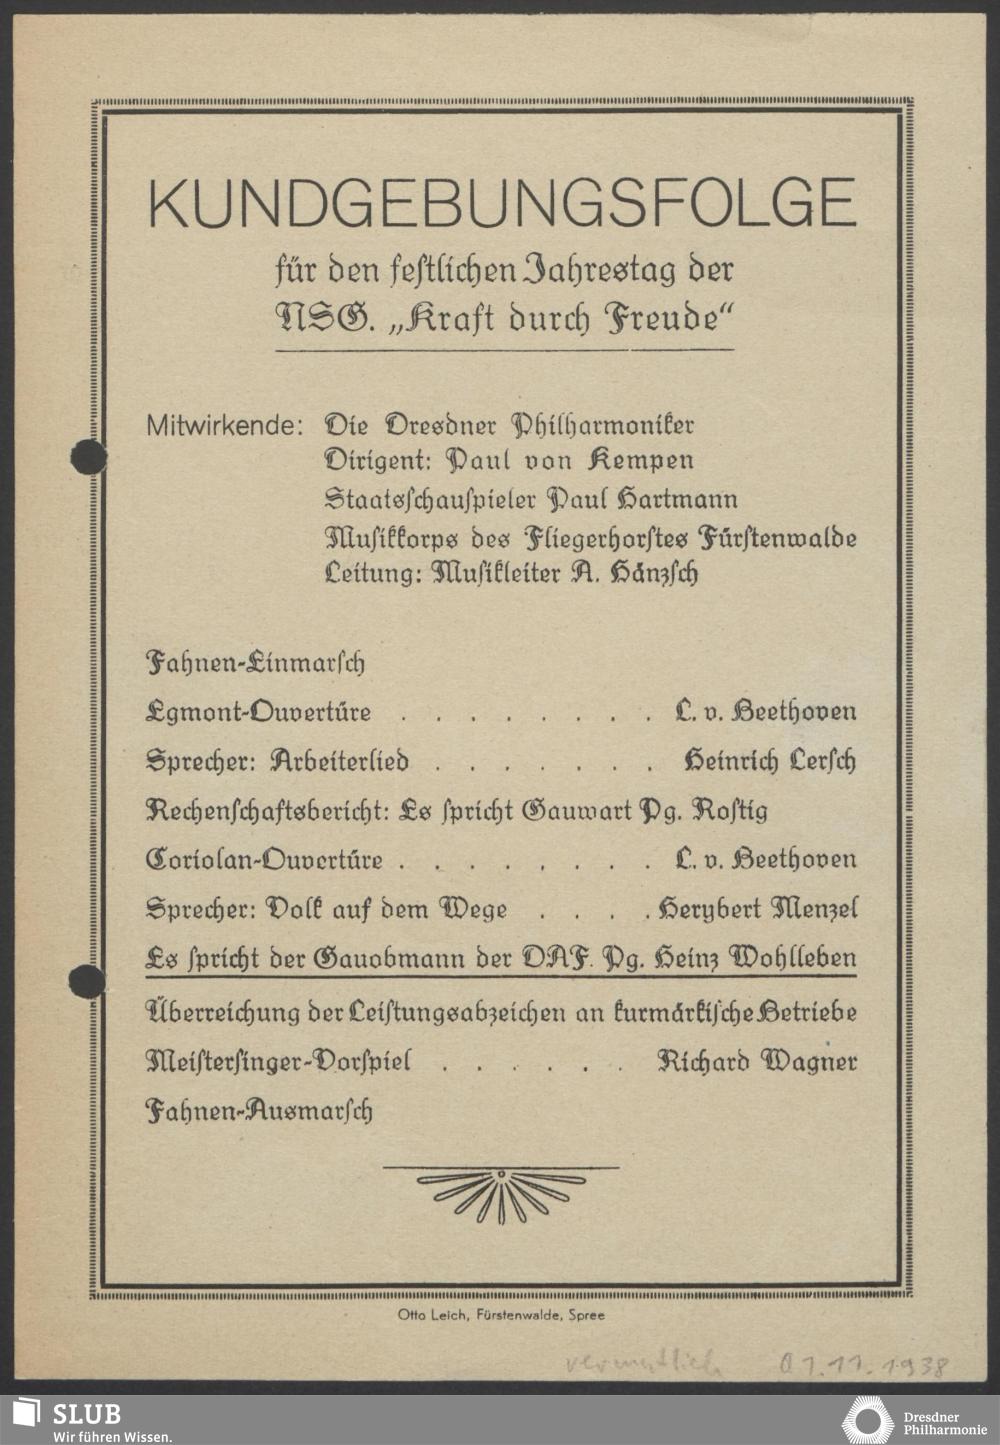 KUNDGEBUNGSFOLGE
für den festlichen Jahrestag der
NSG. „Kraft durch Freude“
Mitwirkende: Die Dresdner Philharmoniker
Dirigent: Paul von Kempen
Staatsschauspieler Paul Hartmann
Musikkorps des Fliegerhorstes Fürstenwalde
Leitung: Musikleiter A. Hänzsch
Fahnen-Einmarsch
Egmont-Ouvertüre . . . . . . . . L. v. Beethoven
Sprecher: Arbeiterlied . . . . . . . Heinrich Lersch
Rechenschaftsbericht: Es spricht Gauwart Pg. Rostig
Coriolan-Ouvertüre . . . . . . . . L. v. Beethoven
Sprecher: Volk auf dem Wege . . . . Herybert Menzel
Es spricht der Gauobmann der DAF. Pg. Heinz Wohlleben
Überreichung der Leistungsabzeichen an kurmärkische Betriebe
Meistersinger-Vorspiel . . . . . . Richard Wagner
Fahnen-Ausmarsch
Otto Leich, Fürstenwalde, Spree
vermutlich 01.11.1938
SLUB
Wir führen Wissen.
Dresdner
Philharmonie